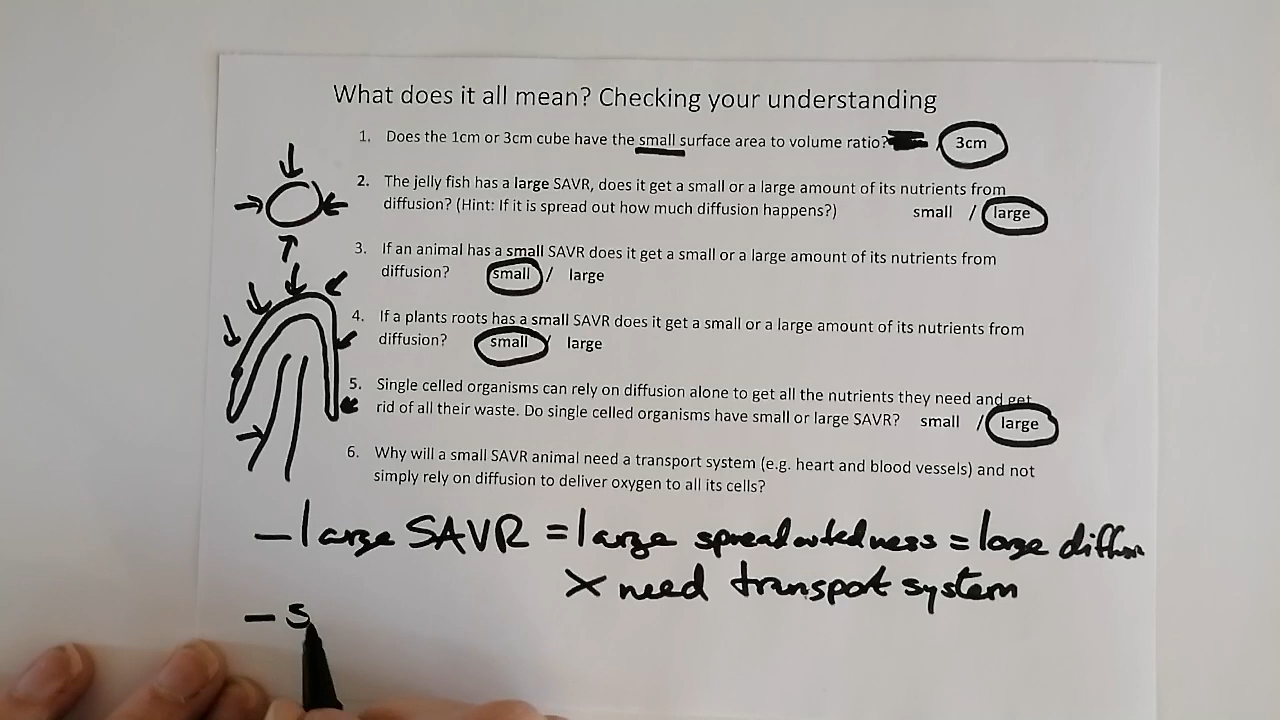 What does it all mean? Checking your understanding
1. Does the 1cm or 3cm cube have the small surface area to volume ratio? / 3cm
2. The jelly fish has a large SAVR, does it get a small or a large amount of its nutrients from
diffusion? (Hint: If it is spread out how much diffusion happens?) small / large
3. If an animal has a small SAVR does it get a small or a large amount of its nutrients from
diffusion? small / large
4. If a plants roots has a small SAVR does it get a small or a large amount of its nutrients from
diffusion? small / large
5. Single celled organisms can rely on diffusion alone to get all the nutrients they need and get
rid of all their waste. Do single celled organisms have small or large SAVR? small / large
6. Why will a small SAVR animal need a transport system (e.g. heart and blood vessels) and not
simply rely on diffusion to deliver oxygen to all its cells?
- large SAVR = large spreadoutedness = large diffusion
x need transport system
- s